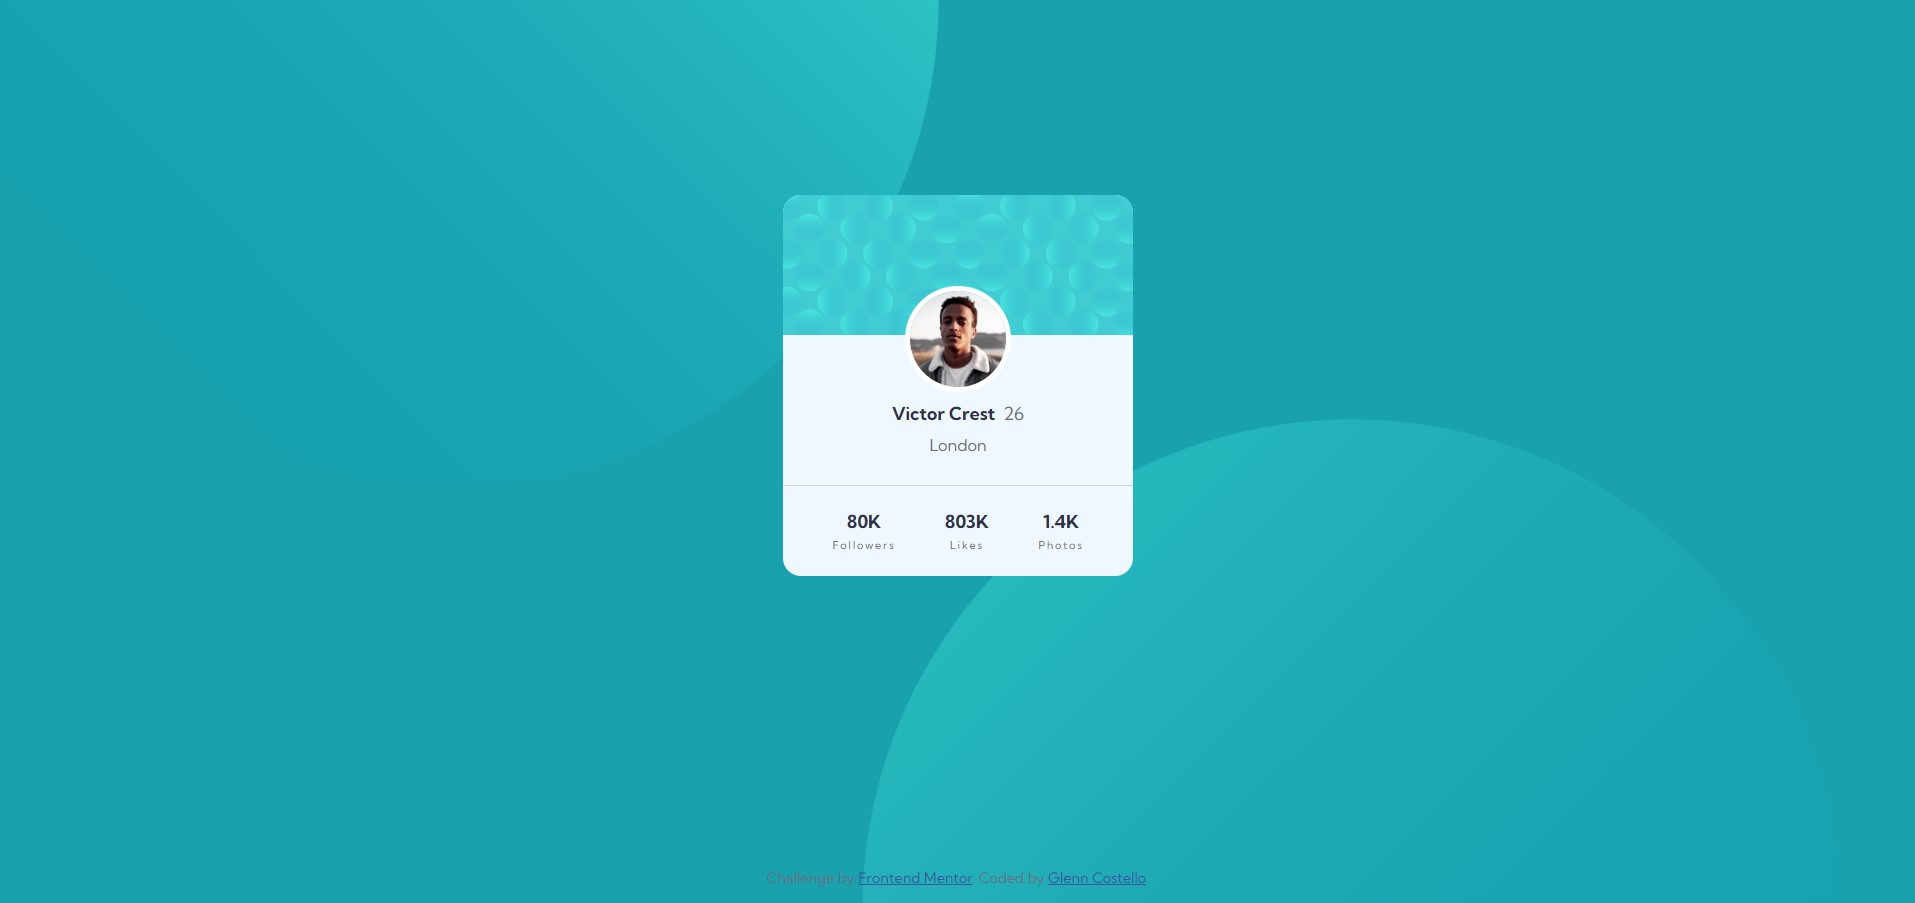 Victor Crest 26
London
80K 803K 1.4K
Followers Likes Photos
Challenge by Frontend Mentor. Coded by Glenn Costello.